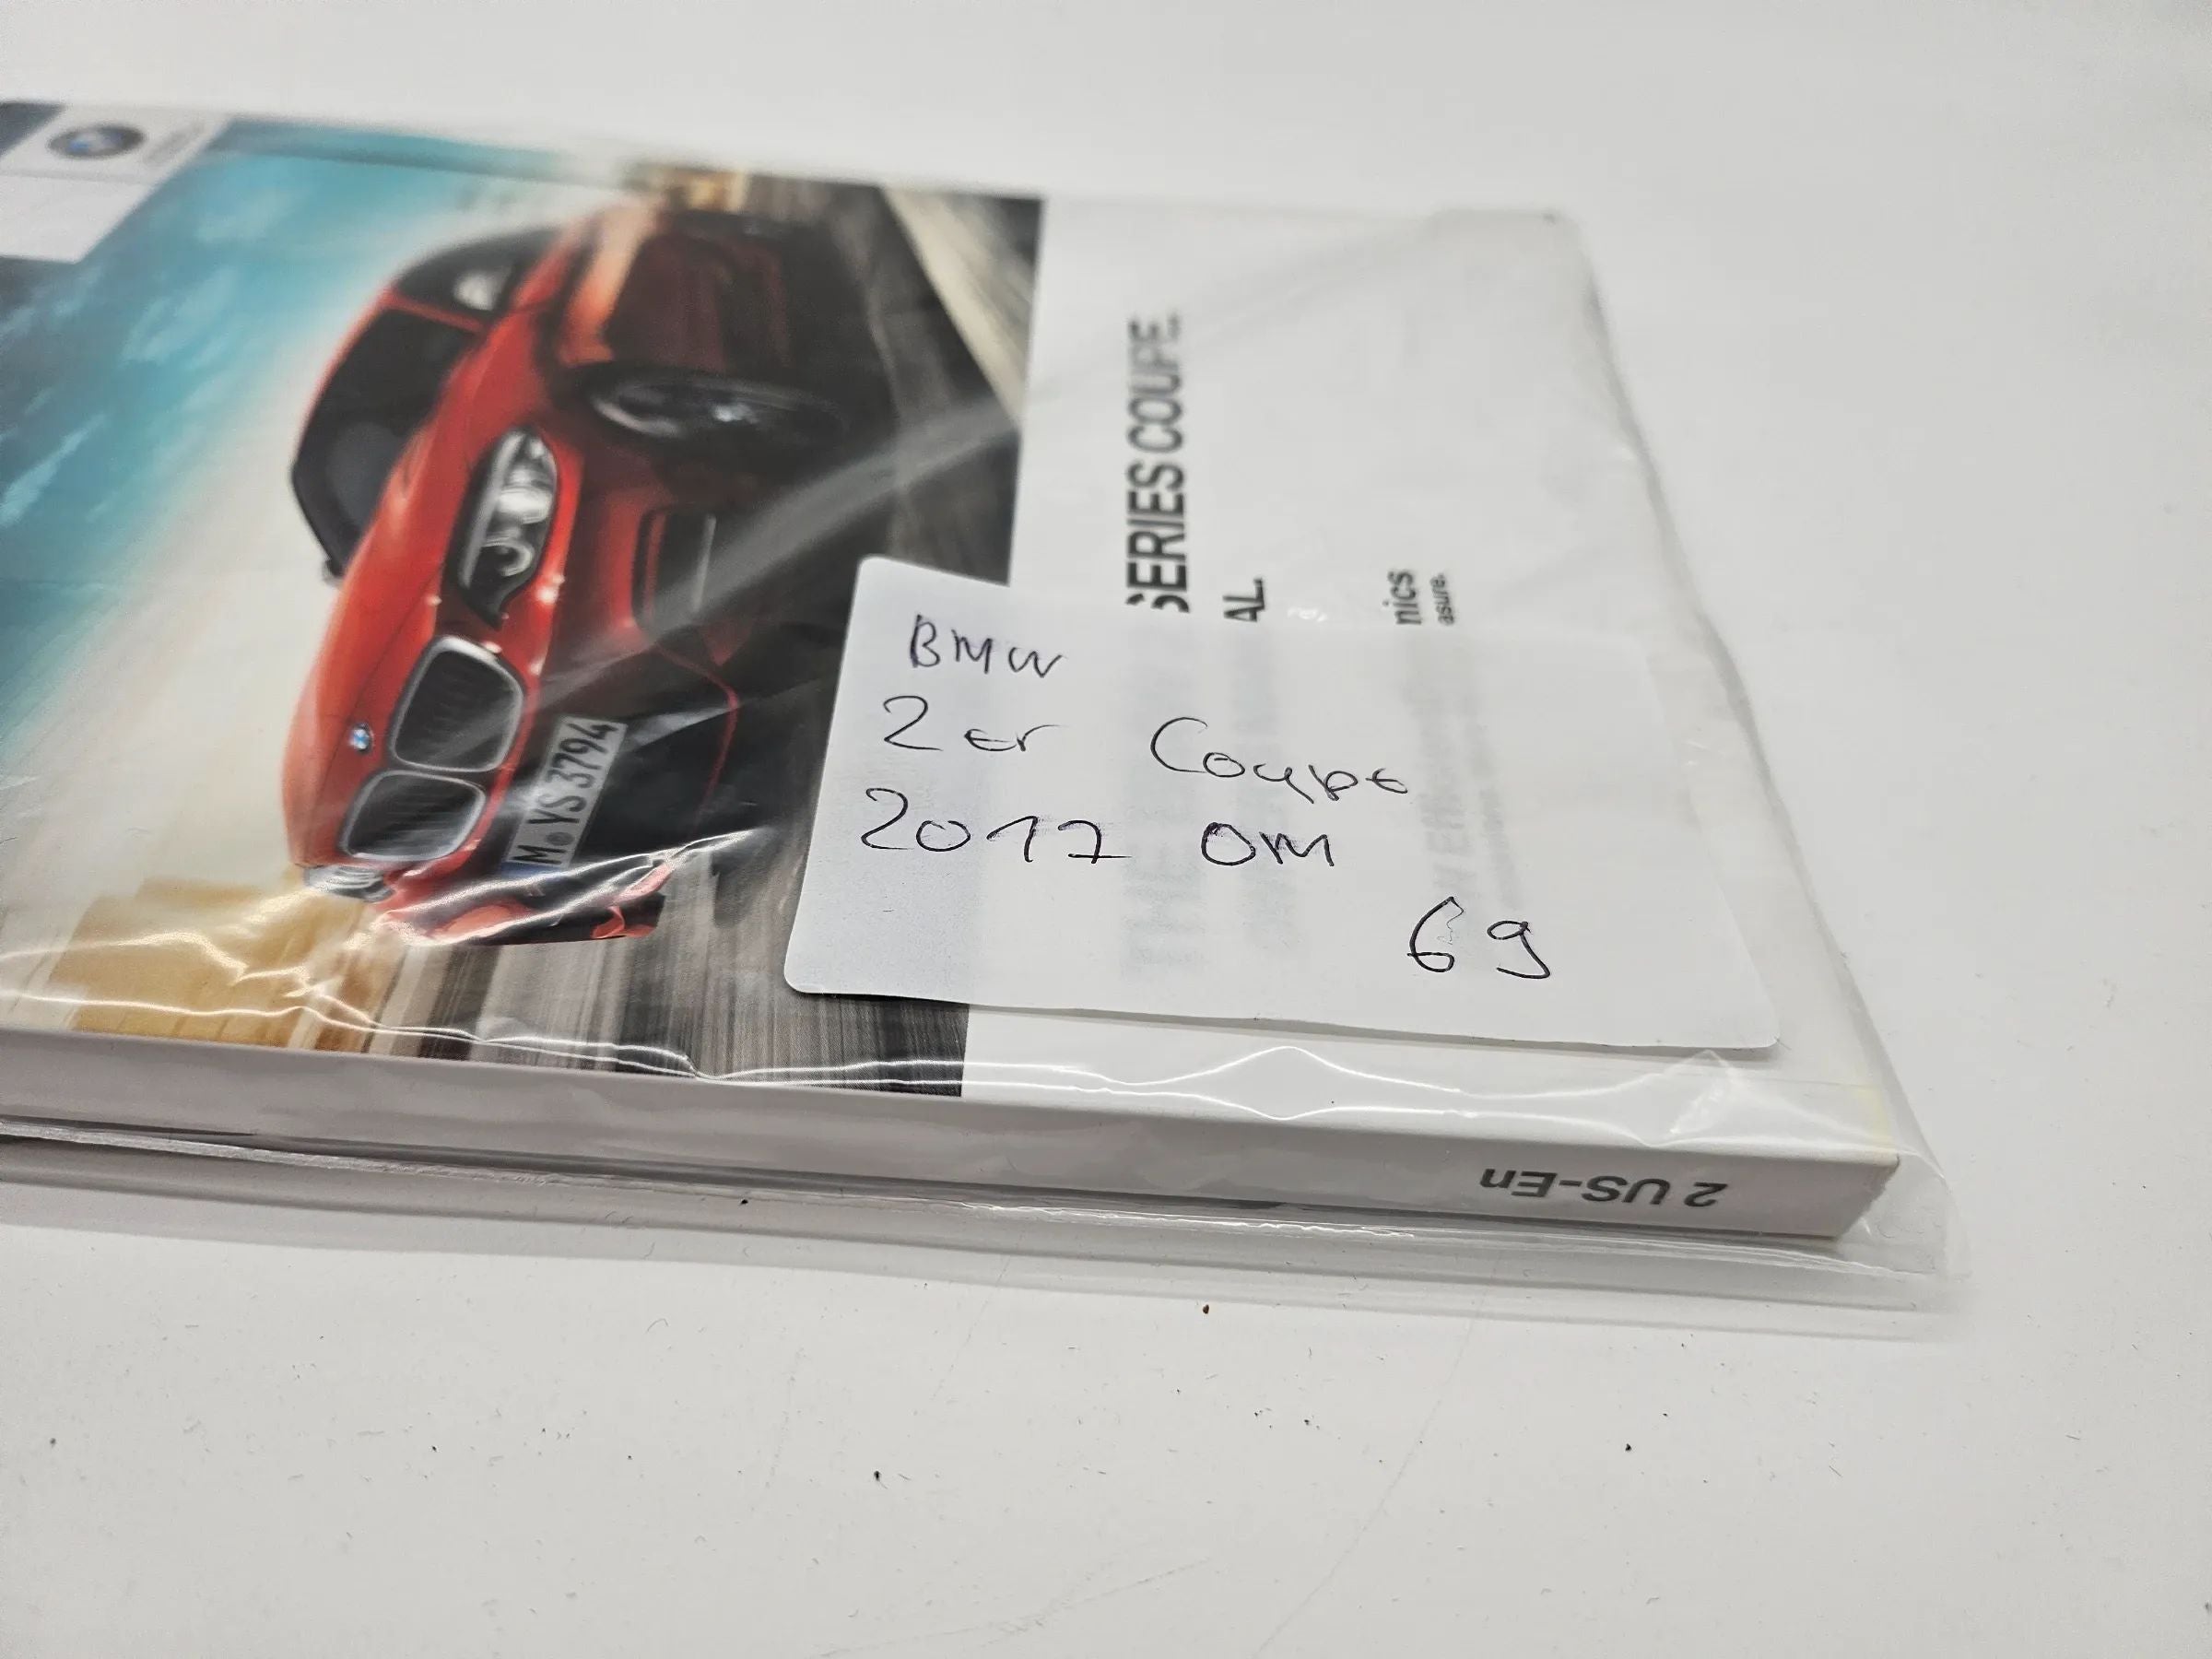 SERIES COUPE.
AL.
nics
asure.
M YS 3794
BMW
2er Coupe
2017 OM
69
2 US-En